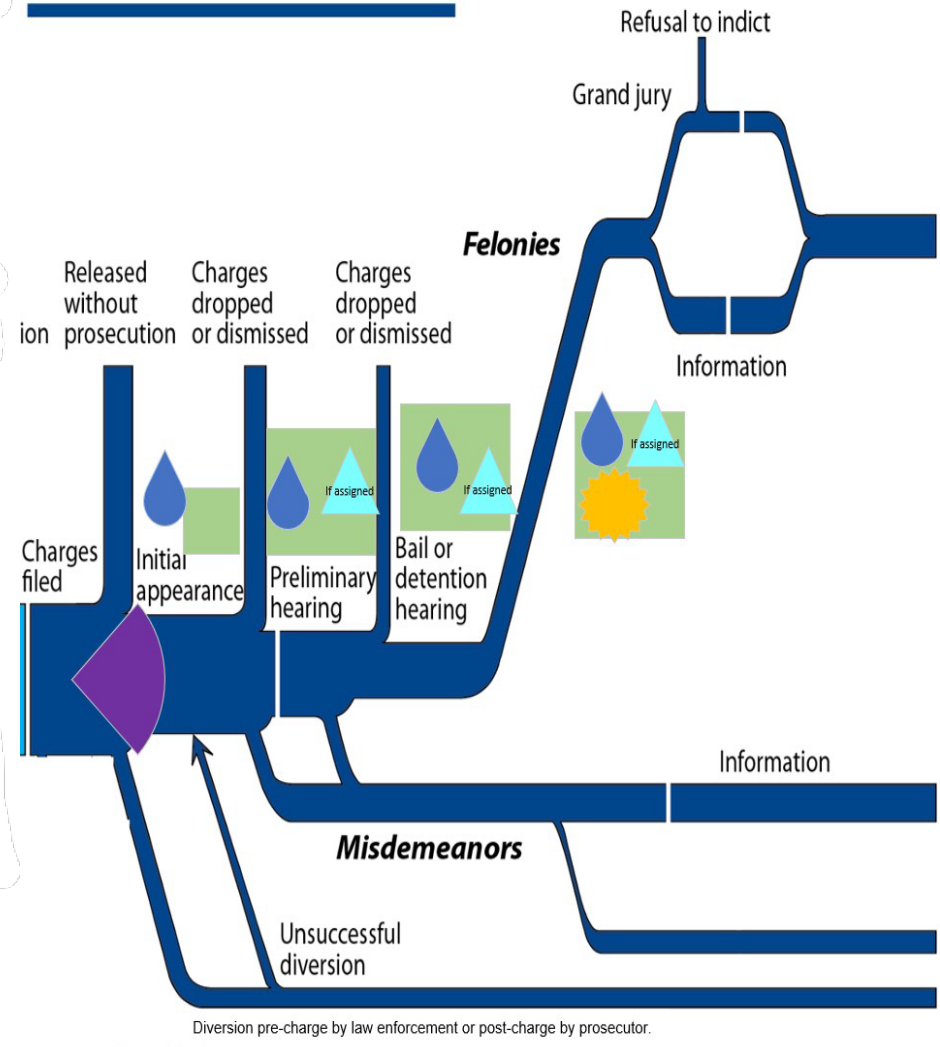 Refusal to indict
Grand jury
Felonies
Information
ion
Released
without
prosecution
Charges
dropped
or dismissed
Charges
dropped
or dismissed
If assigned
If assigned
If assigned
Charges
filed
Initial
appearance
Preliminary
hearing
Bail or
detention
hearing
Information
Misdemeanors
Unsuccessful
diversion
Diversion pre-charge by law enforcement or post-charge by prosecutor.